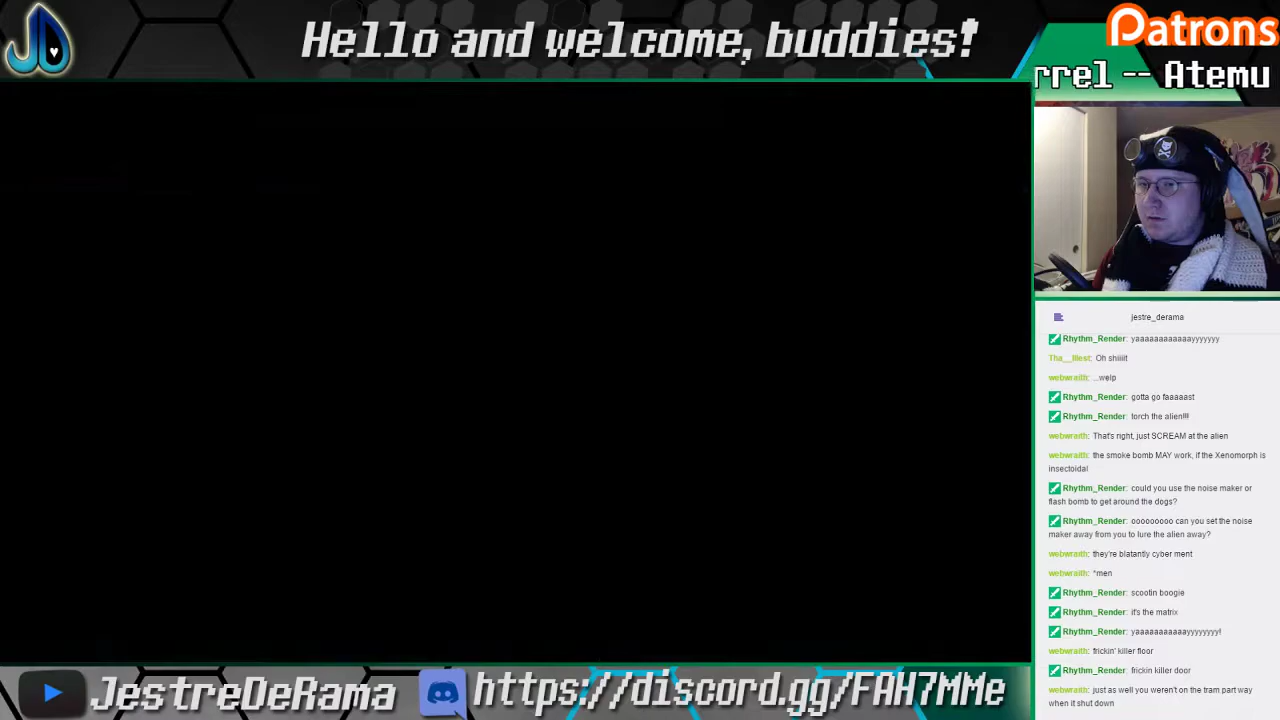 Hello and welcome, buddies!
Patrons
rrel -- Atemu
jestre_derama
Rhythm_Render: yaaaaaaaaaaayyyyyyy
Tha__Illest: Oh shiiiit
webwraith: ...welp
Rhythm_Render: gotta go faaaaast
Rhythm_Render: torch the alien!!!
webwraith: That's right, just SCREAM at the alien
webwraith: the smoke bomb MAY work, if the Xenomorph is
insectoidal
Rhythm_Render: could you use the noise maker or
flash bomb to get around the dogs?
Rhythm_Render: ooooooooo can you set the noise
maker away from you to lure the alien away?
webwraith: they're blatantly cyber ment
webwraith: *men
Rhythm_Render: scootin boogie
Rhythm_Render: it's the matrix
Rhythm_Render: yaaaaaaaaaaayyyyyyyy!
webwraith: frickin' killer floor
Rhythm_Render: frickin killer door
webwraith: just as well you weren't on the tram part way
when it shut down
JestreDeRama
https://discord.gg/FAH7MMe